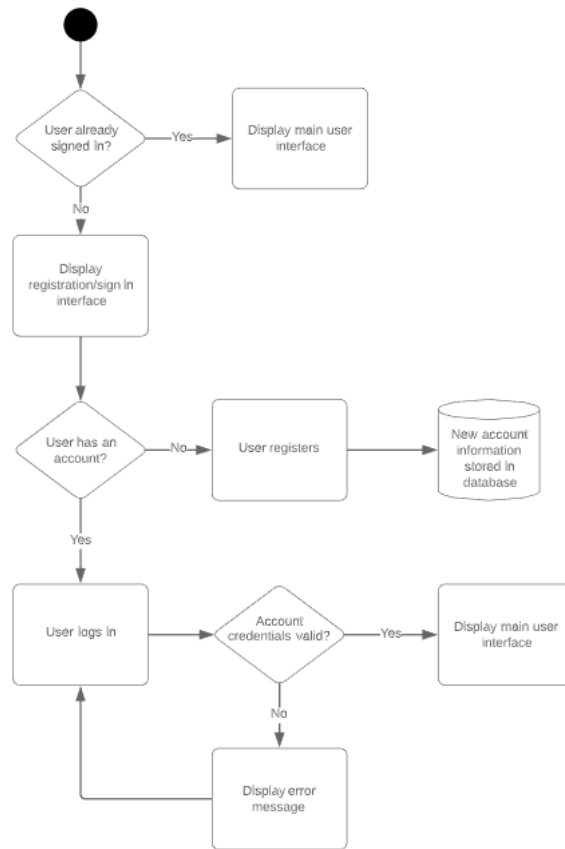 User already
signed in?
Yes
Display main user
interface
No
Display
registration/sign in
interface
User has an
account?
No
User registers
New account
information
stored in
database
Yes
User logs in
Account
credentials valid?
Yes
Display main user
interface
No
Display error
message